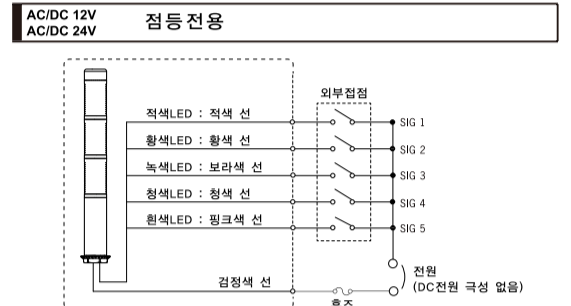 AC/DC 12V
AC/DC 24V
점등전용
외부접점
적색LED : 적색 선
SIG 1
황색LED : 황색 선
SIG 2
녹색LED : 보라색 선
SIG 3
청색LED : 청색 선
SIG 4
흰색LED : 핑크색 선
SIG 5
전원
(DC전원 극성 없음)
검정색 선
퓨즈